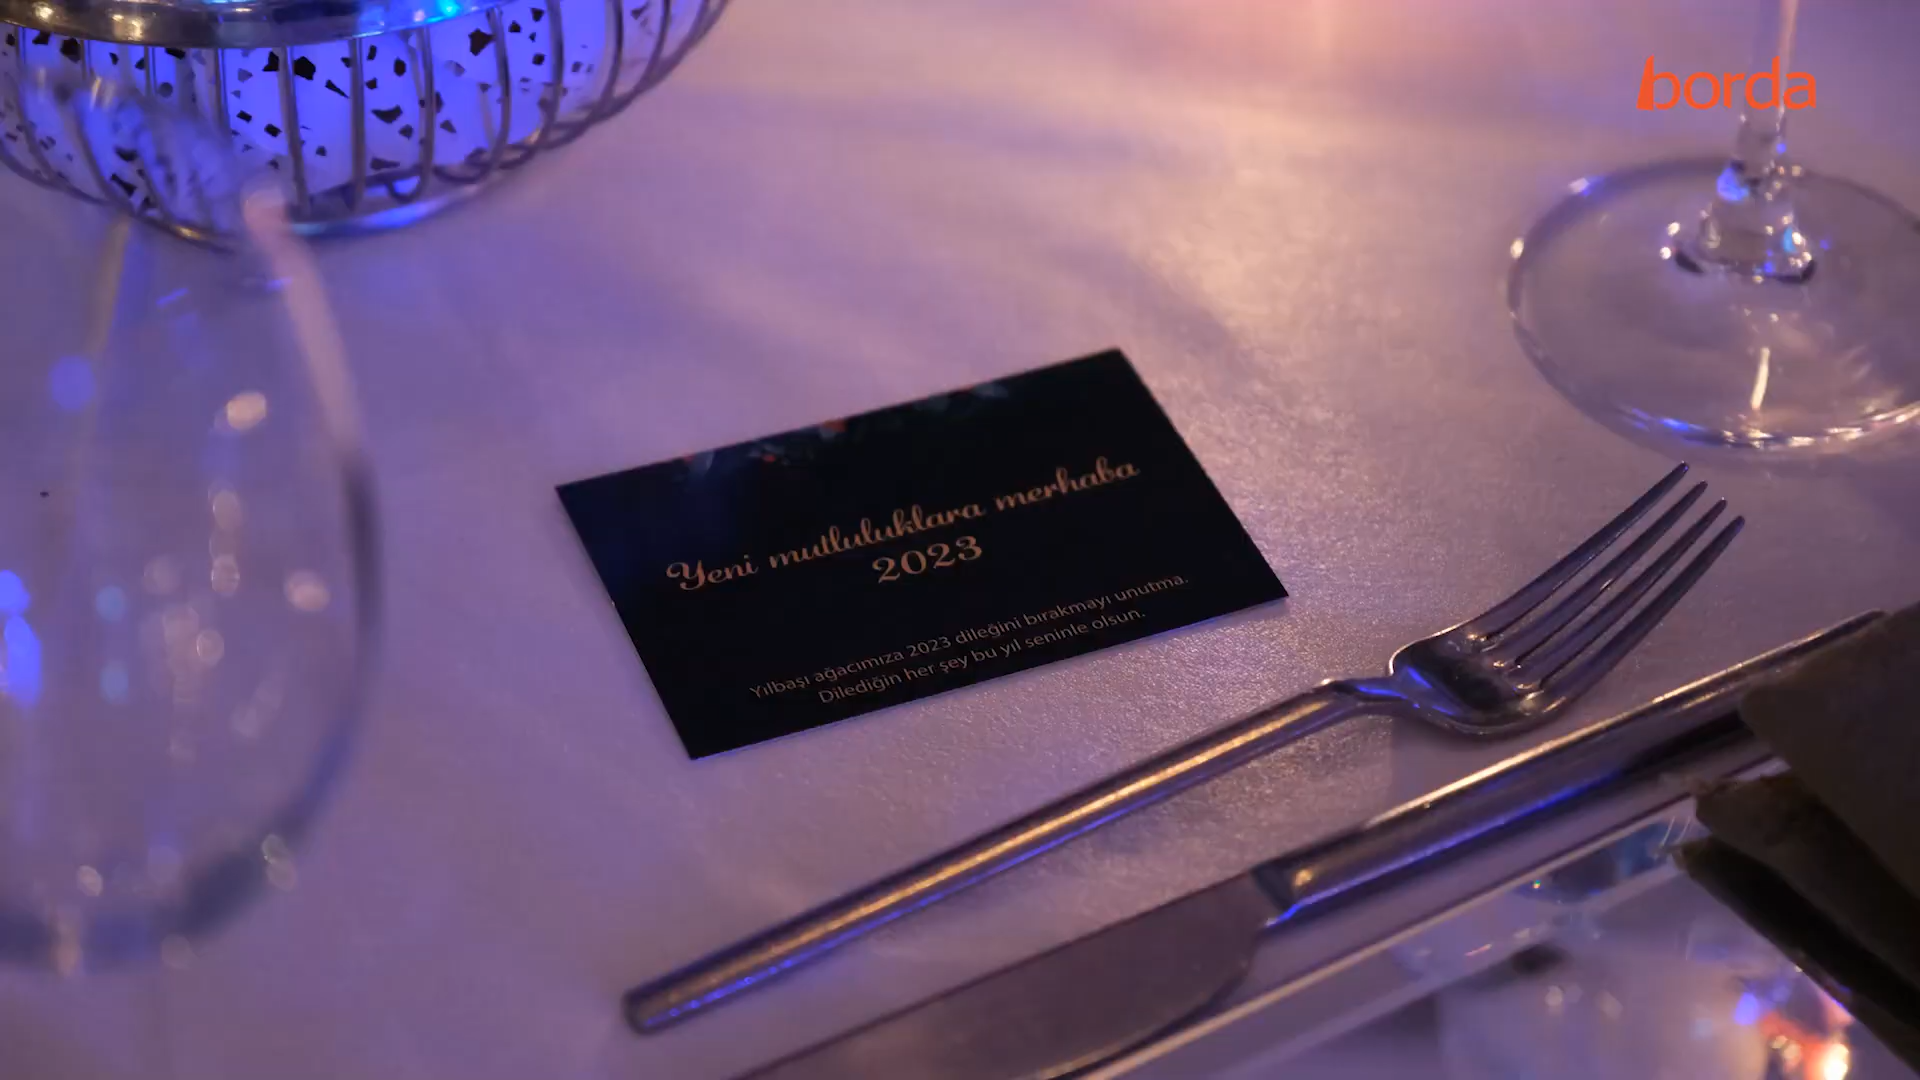 borda
Yeni mutluluklara merhaba
2023
Yılbaşı ağacımıza 2023 dileğini bırakmayı unutma.
Dilediğin her şey bu yıl seninle olsun.